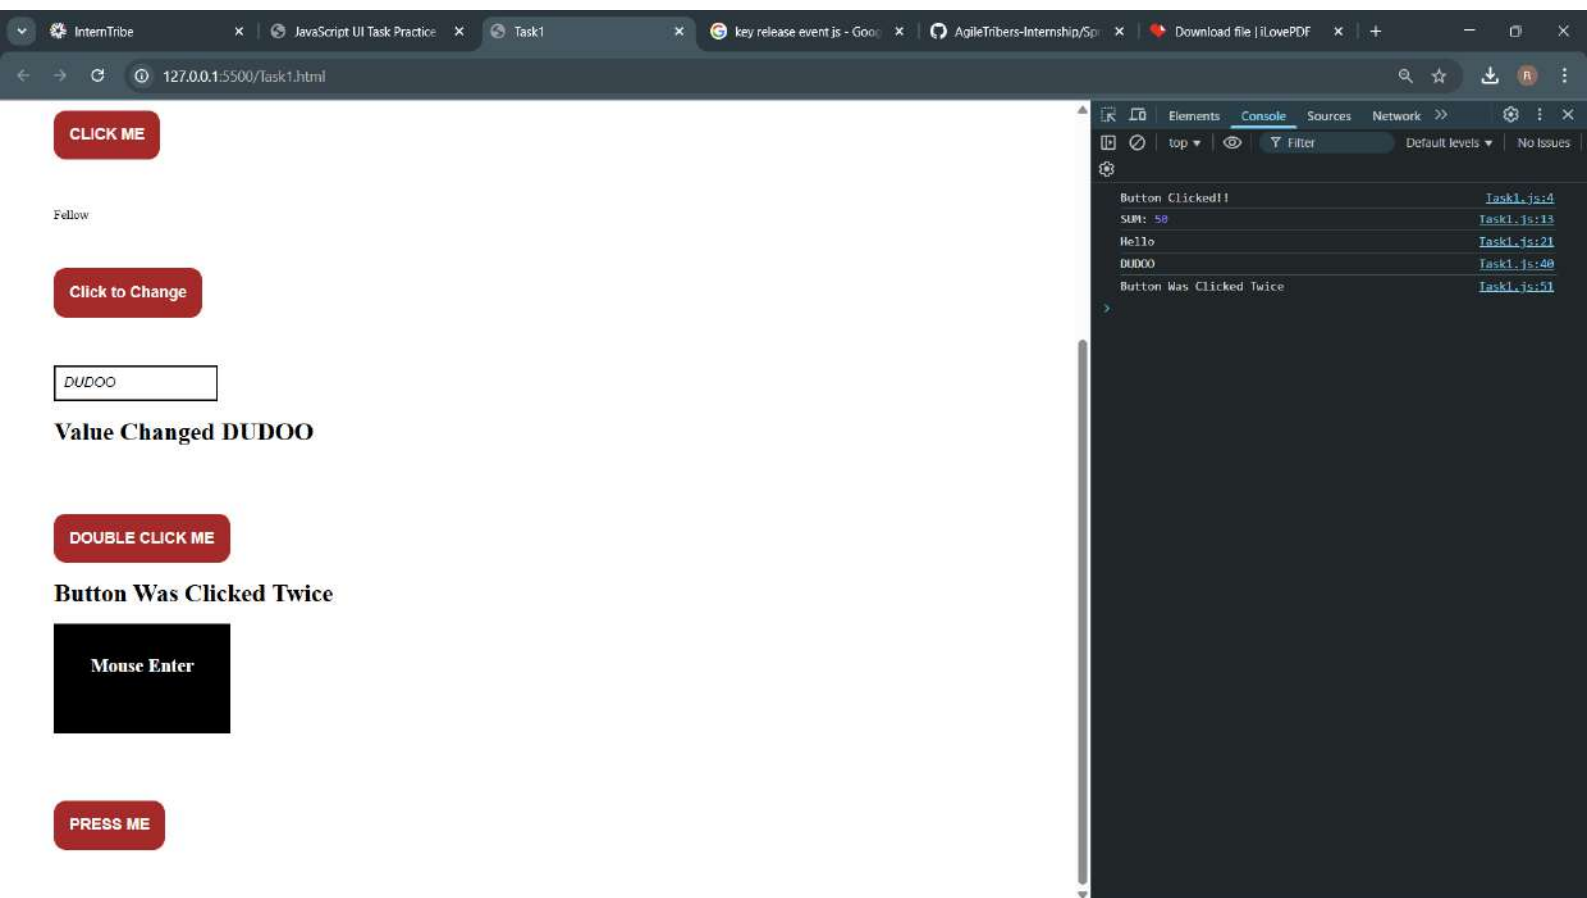 InternTribe
JavaScript UI Task Practice
Task1
key release event js - Goo
AgileTribers-Internship/Spr
Download file | iLovePDF
127.0.0.1:5500/Task1.html
R
CLICK ME
Fellow
Click to Change
DUDOO
Value Changed DUDOO
DOUBLE CLICK ME
Button Was Clicked Twice
Mouse Enter
PRESS ME
Elements Console Sources Network
top Filter Default levels No Issues
Button Clicked!! Task1.js:4
SUM: 50 Task1.js:13
Hello Task1.js:21
DUDOO Task1.js:40
Button Was Clicked Twice Task1.js:51